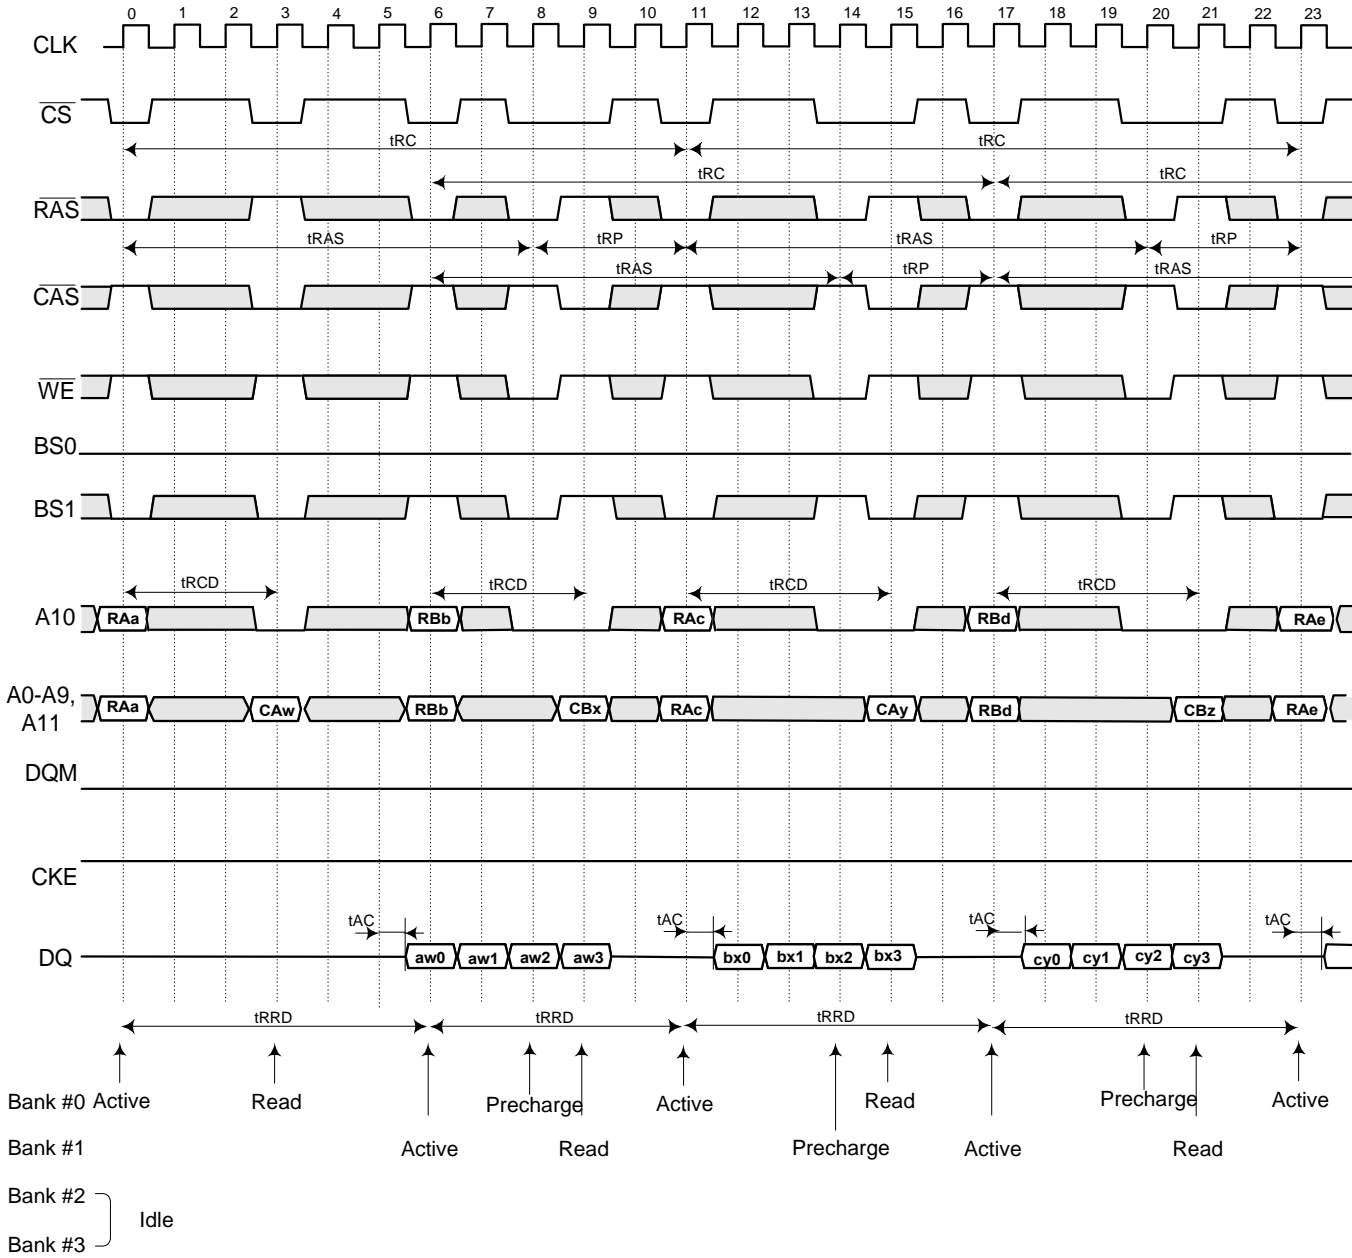 0 1 2 3 4 5 6 7 8 9 10 11 12 13 14 15 16 17 18 19 20 21 22 23
CLK
CS
tRC tRC
tRC tRC
RAS
tRAS tRP tRAS tRP
tRAS tRP tRAS
CAS
WE
BS0
BS1
tRCD tRCD tRCD tRCD
A10 RAa RBb RAc RBd RAe
A0-A9,
A11
RAa CAw RBb CBx RAc CAy RBd CBz RAe
DQM
CKE
tAC tAC tAC tAC
DQ aw0 aw1 aw2 aw3 bx0 bx1 bx2 bx3 cy0 cy1 cy2 cy3
tRRD tRRD tRRD tRRD
Bank #0 Active Read Precharge Active Read Precharge Active
Bank #1 Active Read Precharge Active Read
Bank #2
Idle
Bank #3